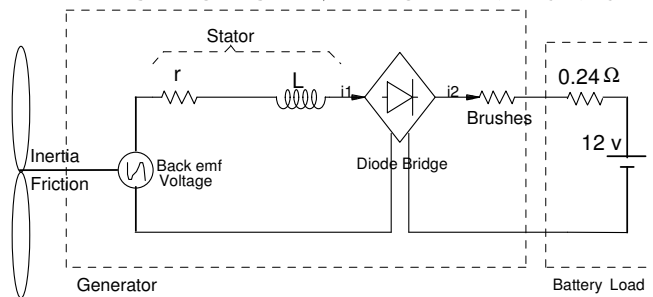 Stator
r
L
i1
i2
0.24 Ω
Brushes
12 v
Inertia
Friction
Back emf
Voltage
Diode Bridge
Generator
Battery Load